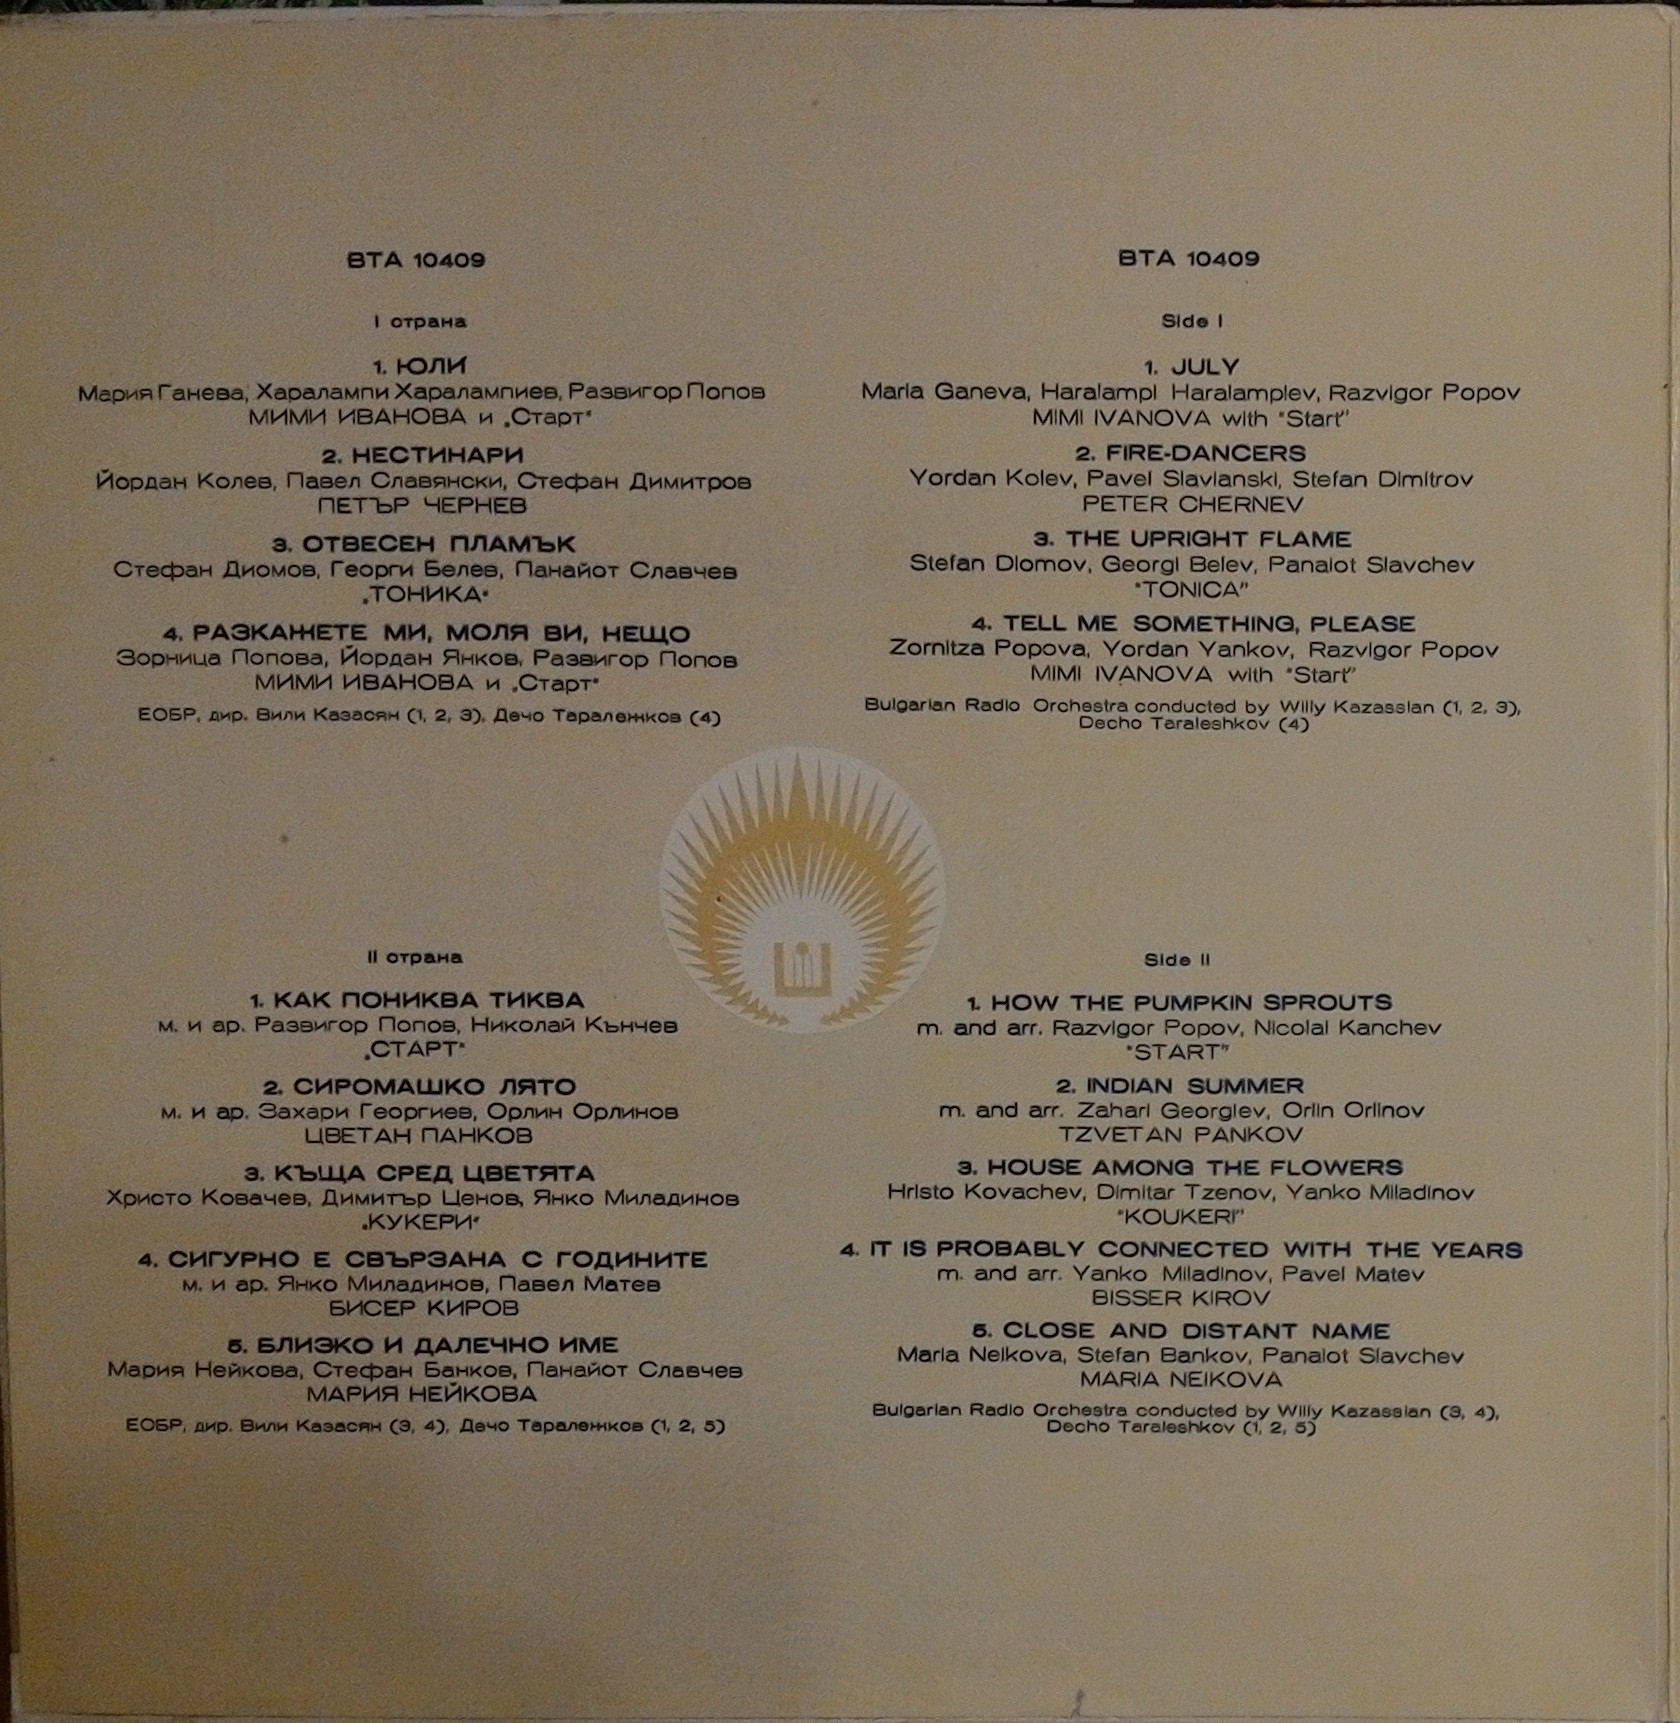 ВТА 10409
I страна
1. ЮЛИ
Мария Ганева, Харалампи Харалампиев, Развигор Попов
МИМИ ИВАНОВА и „Старт“
2. НЕСТИНАРИ
Йордан Колев, Павел Славянски, Стефан Димитров
ПЕТЪР ЧЕРНЕВ
3. ОТВЕСЕН ПЛАМЪК
Стефан Диомов, Георги Белев, Панайот Славчев
„ТОНИКА“
4. РАЗКАЖЕТЕ МИ, МОЛЯ ВИ, НЕЩО
Зорница Попова, Йордан Янков, Развигор Попов
МИМИ ИВАНОВА и „Старт“
ЕОБР, дир. Вили Казасян (1, 2, 3), Дечо Таралежков (4)
II страна
1. КАК ПОНИКВА ТИКВА
м. и ар. Развигор Попов, Николай Кънчев
„СТАРТ“
2. СИРОМАШКО ЛЯТО
м. и ар. Захари Георгиев, Орлин Орлинов
ЦВЕТАН ПАНКОВ
3. КЪЩА СРЕД ЦВЕТЯТА
Христо Ковачев, Димитър Ценов, Янко Миладинов
„КУКЕРИ“
4. СИГУРНО Е СВЪРЗАНА С ГОДИНИТЕ
м. и ар. Янко Миладинов, Павел Матев
БИСЕР КИРОВ
5. БЛИЗКО И ДАЛЕЧНО ИМЕ
Мария Нейкова, Стефан Банков, Панайот Славчев
МАРИЯ НЕЙКОВА
ЕОБР, дир. Вили Казасян (3, 4), Дечо Таралежков (1, 2, 5)
BTA 10409
Side I
1. JULY
Maria Ganeva, Haralampi Haralampiev, Razvigor Popov
MIMI IVANOVA with "Start"
2. FIRE-DANCERS
Yordan Kolev, Pavel Slavianski, Stefan Dimitrov
PETER CHERNEV
3. THE UPRIGHT FLAME
Stefan Diomov, Georgi Belev, Panaiot Slavchev
"TONICA"
4. TELL ME SOMETHING, PLEASE
Zornitza Popova, Yordan Yankov, Razvigor Popov
MIMI IVANOVA with "Start"
Bulgarian Radio Orchestra conducted by Willy Kazassian (1, 2, 3),
Decho Taraleshkov (4)
Side II
1. HOW THE PUMPKIN SPROUTS
m. and arr. Razvigor Popov, Nicolai Kanchev
"START"
2. INDIAN SUMMER
m. and arr. Zahari Georgiev, Orlin Orlinov
TZVETAN PANKOV
3. HOUSE AMONG THE FLOWERS
Hristo Kovachev, Dimitar Tzenov, Yanko Miladinov
"KOUKERI"
4. IT IS PROBABLY CONNECTED WITH THE YEARS
m. and arr. Yanko Miladinov, Pavel Matev
BISSER KIROV
5. CLOSE AND DISTANT NAME
Maria Neikova, Stefan Bankov, Panaiot Slavchev
MARIA NEIKOVA
Bulgarian Radio Orchestra conducted by Willy Kazassian (3, 4),
Decho Taraleshkov (1, 2, 5)